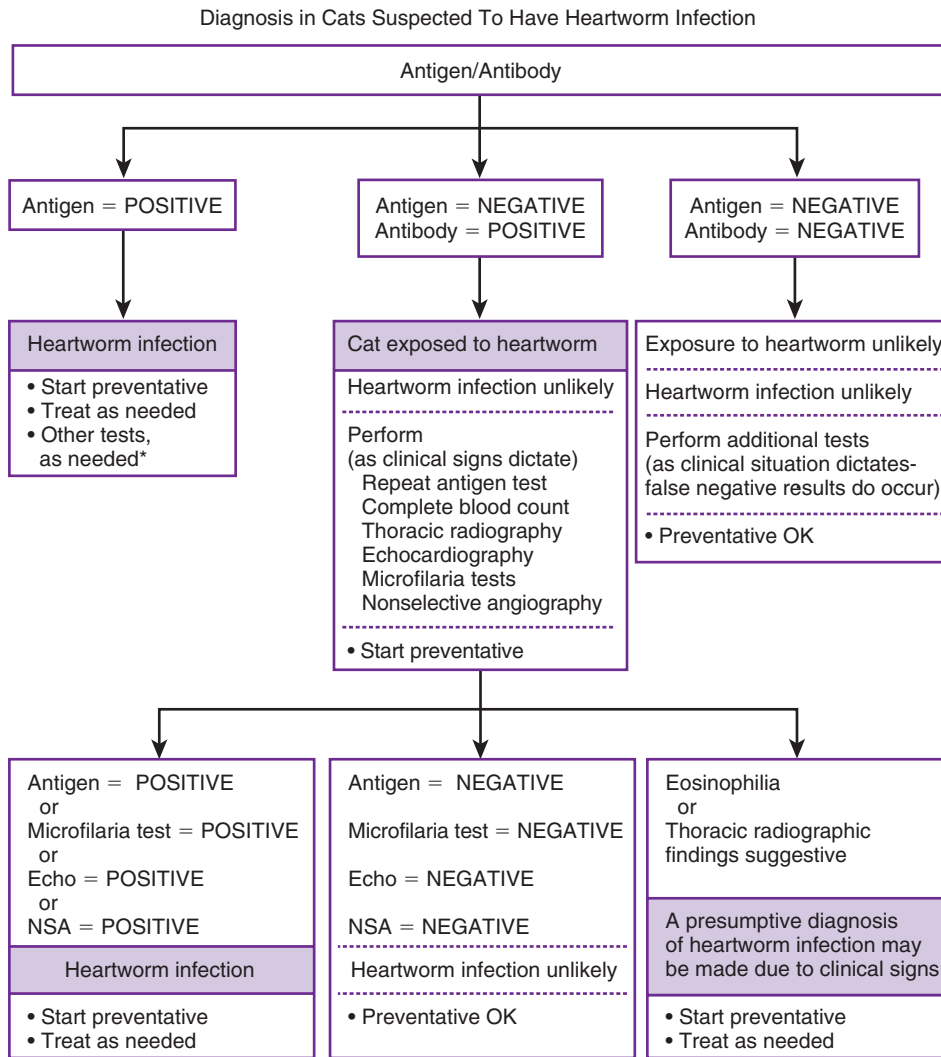 Diagnosis in Cats Suspected To Have Heartworm Infection
Antigen/Antibody
Antigen = POSITIVE
Antigen = NEGATIVE
Antibody = POSITIVE
Antigen = NEGATIVE
Antibody = NEGATIVE
Heartworm infection
• Start preventative
• Treat as needed
• Other tests,
as needed*
Cat exposed to heartworm
Heartworm infection unlikely
Perform
(as clinical signs dictate)
Repeat antigen test
Complete blood count
Thoracic radiography
Echocardiography
Microfilaria tests
Nonselective angiography
• Start preventative
Exposure to heartworm unlikely
Heartworm infection unlikely
Perform additional tests
(as clinical situation dictates-
false negative results do occur)
• Preventative OK
Antigen = POSITIVE
or
Microfilaria test = POSITIVE
or
Echo = POSITIVE
or
NSA = POSITIVE
Heartworm infection
• Start preventative
• Treat as needed
Antigen = NEGATIVE
Microfilaria test = NEGATIVE
Echo = NEGATIVE
NSA = NEGATIVE
Heartworm infection unlikely
• Preventative OK
Eosinophilia
or
Thoracic radiographic
findings suggestive
A presumptive diagnosis
of heartworm infection may
be made due to clinical signs
• Start preventative
• Treat as needed